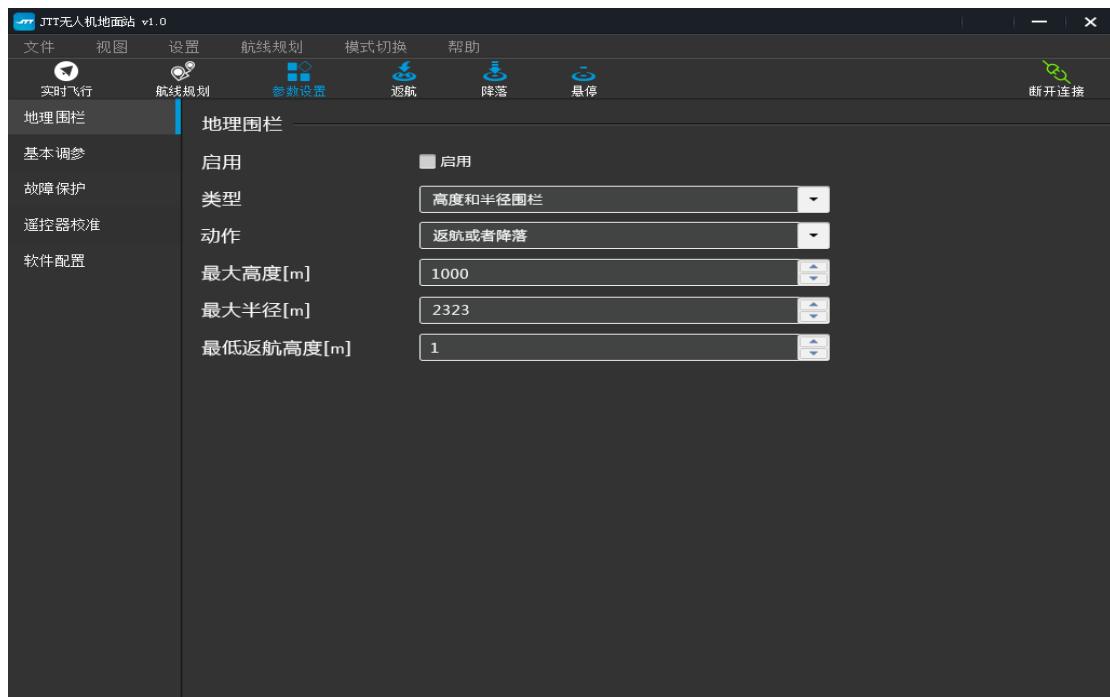 JTT JTT无人机地面站 v1.0
文件 视图 设置 航线规划 模式切换 帮助
实时飞行 航线规划 参数设置 返航 降落 悬停 断开连接
地理围栏
基本调参
故障保护
遥控器校准
软件配置
地理围栏
启用 启用
类型 高度和半径围栏
动作 返航或者降落
最大高度[m] 1000
最大半径[m] 2323
最低返航高度[m] 1